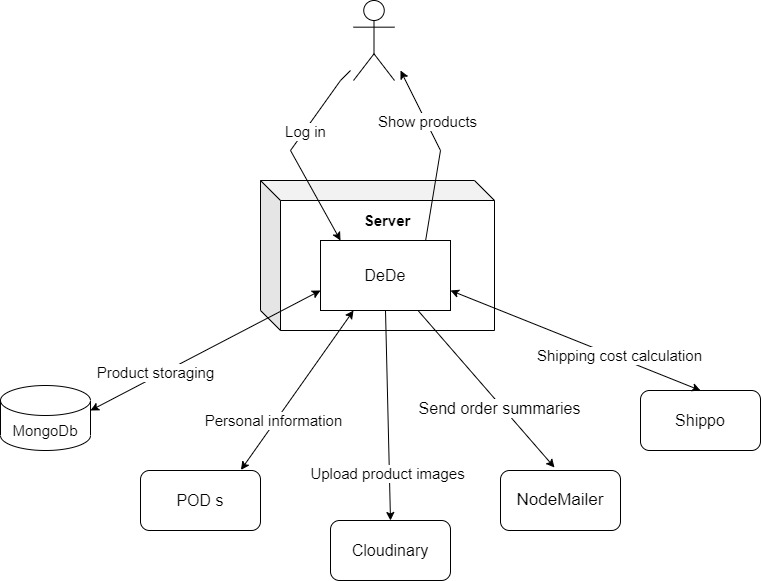 Log in
Show products
Server
DeDe
Shipping cost calculation
Product storaging
Send order summaries
Personal information
MongoDb
Shippo
Upload product images
POD s
NodeMailer
Cloudinary